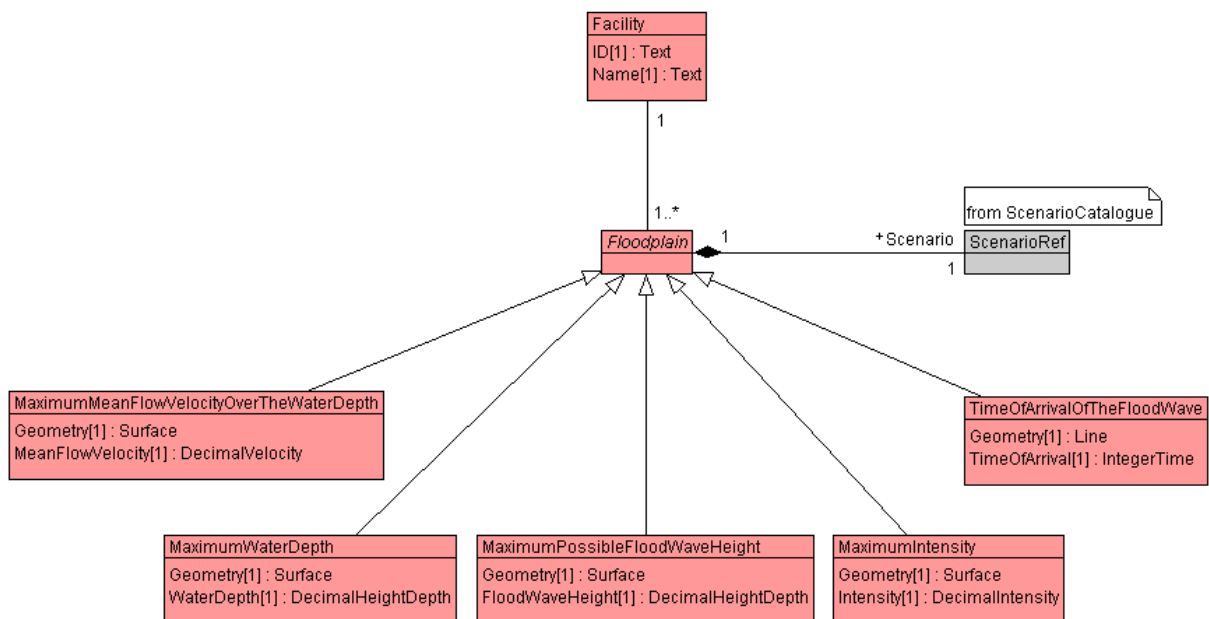 Facility
ID[1] : Text
Name[1] : Text
1
1..*
from ScenarioCatalogue
Floodplain
1
+Scenario
ScenarioRef
1
MaximumMeanFlowVelocityOverTheWaterDepth
Geometry[1] : Surface
MeanFlowVelocity[1] : DecimalVelocity
TimeOfArrivalOfTheFloodWave
Geometry[1] : Line
TimeOfArrival[1] : IntegerTime
MaximumWaterDepth
Geometry[1] : Surface
WaterDepth[1] : DecimalHeightDepth
MaximumPossibleFloodWaveHeight
Geometry[1] : Surface
FloodWaveHeight[1] : DecimalHeightDepth
MaximumIntensity
Geometry[1] : Surface
Intensity[1] : DecimalIntensity